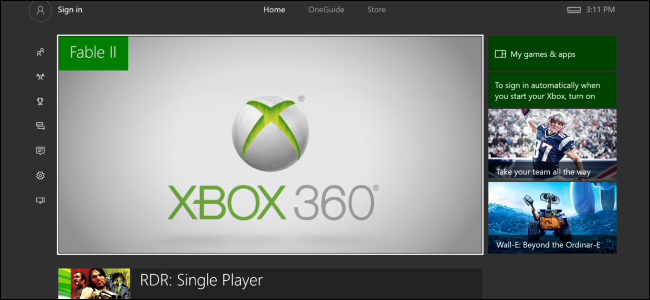 Sign in
Home OneGuide Store
3:11 PM
Fable II
XBOX 360®
My games & apps
To sign in automatically when
you start your Xbox, turn on
87
Take your team all the way
Wall-E: Beyond the Ordinar-E
RDR: Single Player